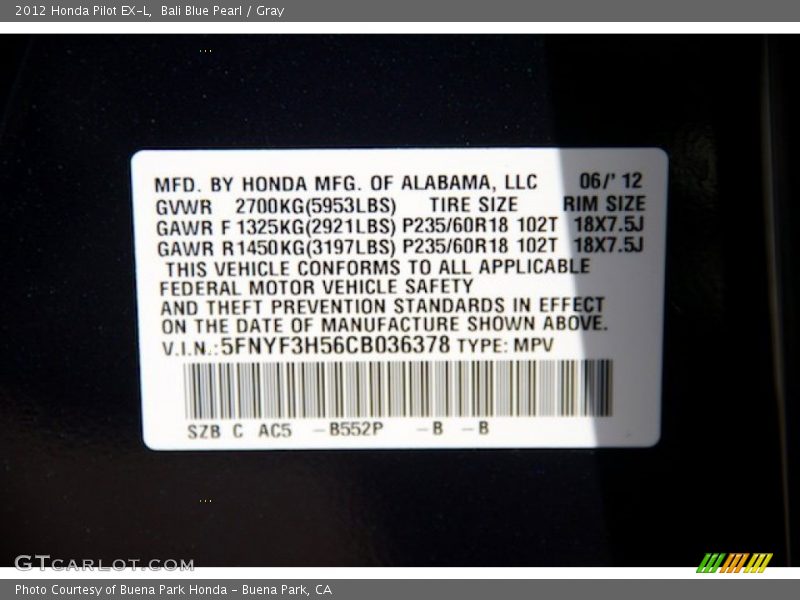 2012 Honda Pilot EX-L, Bali Blue Pearl / Gray
MFD. BY HONDA MFG. OF ALABAMA, LLC 06/' 12
GVWR 2700KG(5953LBS) TIRE SIZE RIM SIZE
GAWR F 1325KG(2921LBS) P235/60R18 102T 18X7.5J
GAWR R1450KG(3197LBS) P235/60R18 102T 18X7.5J
THIS VEHICLE CONFORMS TO ALL APPLICABLE
FEDERAL MOTOR VEHICLE SAFETY
AND THEFT PREVENTION STANDARDS IN EFFECT
ON THE DATE OF MANUFACTURE SHOWN ABOVE.
V.I.N.:5FNYF3H56CB036378 TYPE: MPV
SZB C AC5 -B552P -B -B
GTCARLOT.COM
Photo Courtesy of Buena Park Honda - Buena Park, CA